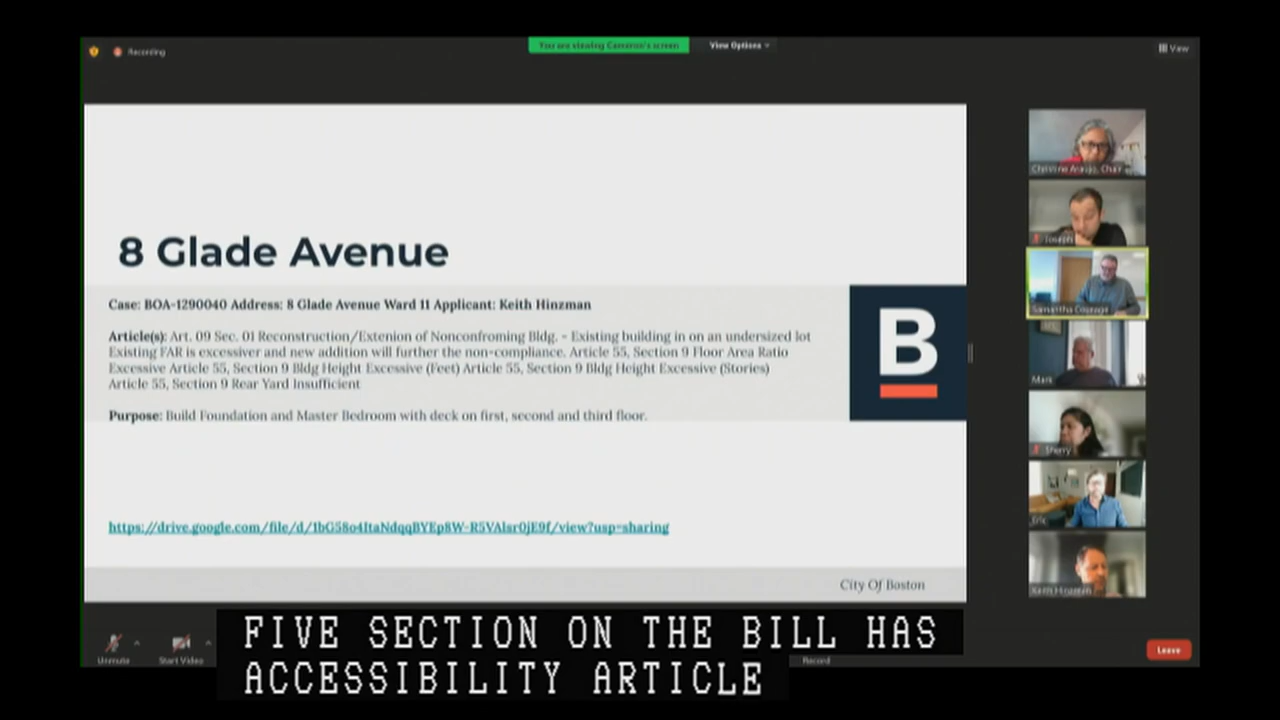 Recording
You are viewing Cameron's screen
View Options
View
8 Glade Avenue
Case: BOA-1290040 Address: 8 Glade Avenue Ward 11 Applicant: Keith Hinzman
Article(s): Art. 09 Sec. 01 Reconstruction/Extenion of Nonconfroming Bldg. - Existing building in on an undersized lot
Existing FAR is excessiver and new addition will further the non-compliance. Article 55, Section 9 Floor Area Ratio
Excessive Article 55, Section 9 Bldg Height Excessive (Feet) Article 55, Section 9 Bldg Height Excessive (Stories)
Article 55, Section 9 Rear Yard Insufficient
Purpose: Build Foundation and Master Bedroom with deck on first, second and third floor.
B
https://drive.google.com/file/d/1bG58o4ItaNdqqBYEp8W-R5VAlsr0jE9f/view?usp=sharing
City Of Boston
Christine Araujo, Chair
Joseph
Samantha Courage
Mark
Sherry
Eric
Keith Hinzman
Unmute
Start Video
Record
Leave
FIVE SECTION ON THE BILL HAS
ACCESSIBILITY ARTICLE